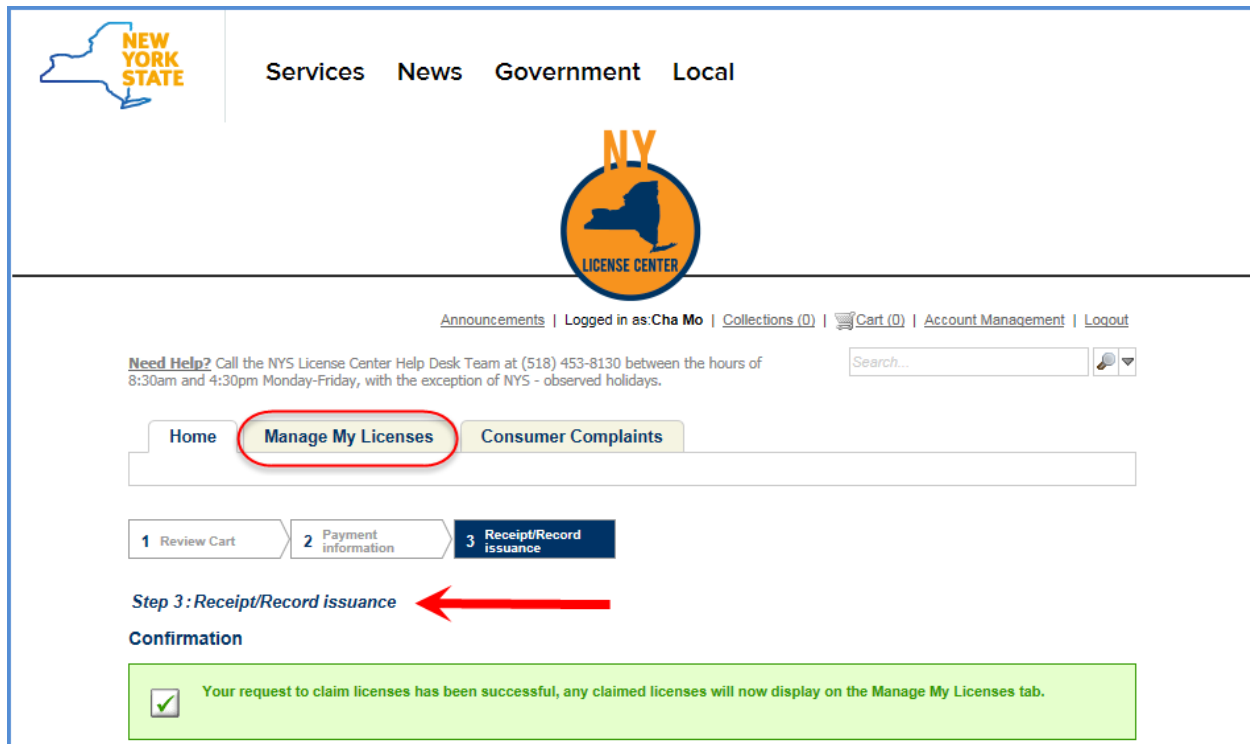 NEW
YORK
STATE
Services News Government Local
NY
LICENSE CENTER
Announcements | Logged in as:Cha Mo | Collections (0) | Cart (0) | Account Management | Logout
Need Help? Call the NYS License Center Help Desk Team at (518) 453-8130 between the hours of
8:30am and 4:30pm Monday-Friday, with the exception of NYS - observed holidays.
Search...
Home Manage My Licenses Consumer Complaints
1 Review Cart 2 Payment information 3 Receipt/Record issuance
Step 3: Receipt/Record issuance
Confirmation
Your request to claim licenses has been successful, any claimed licenses will now display on the Manage My Licenses tab.